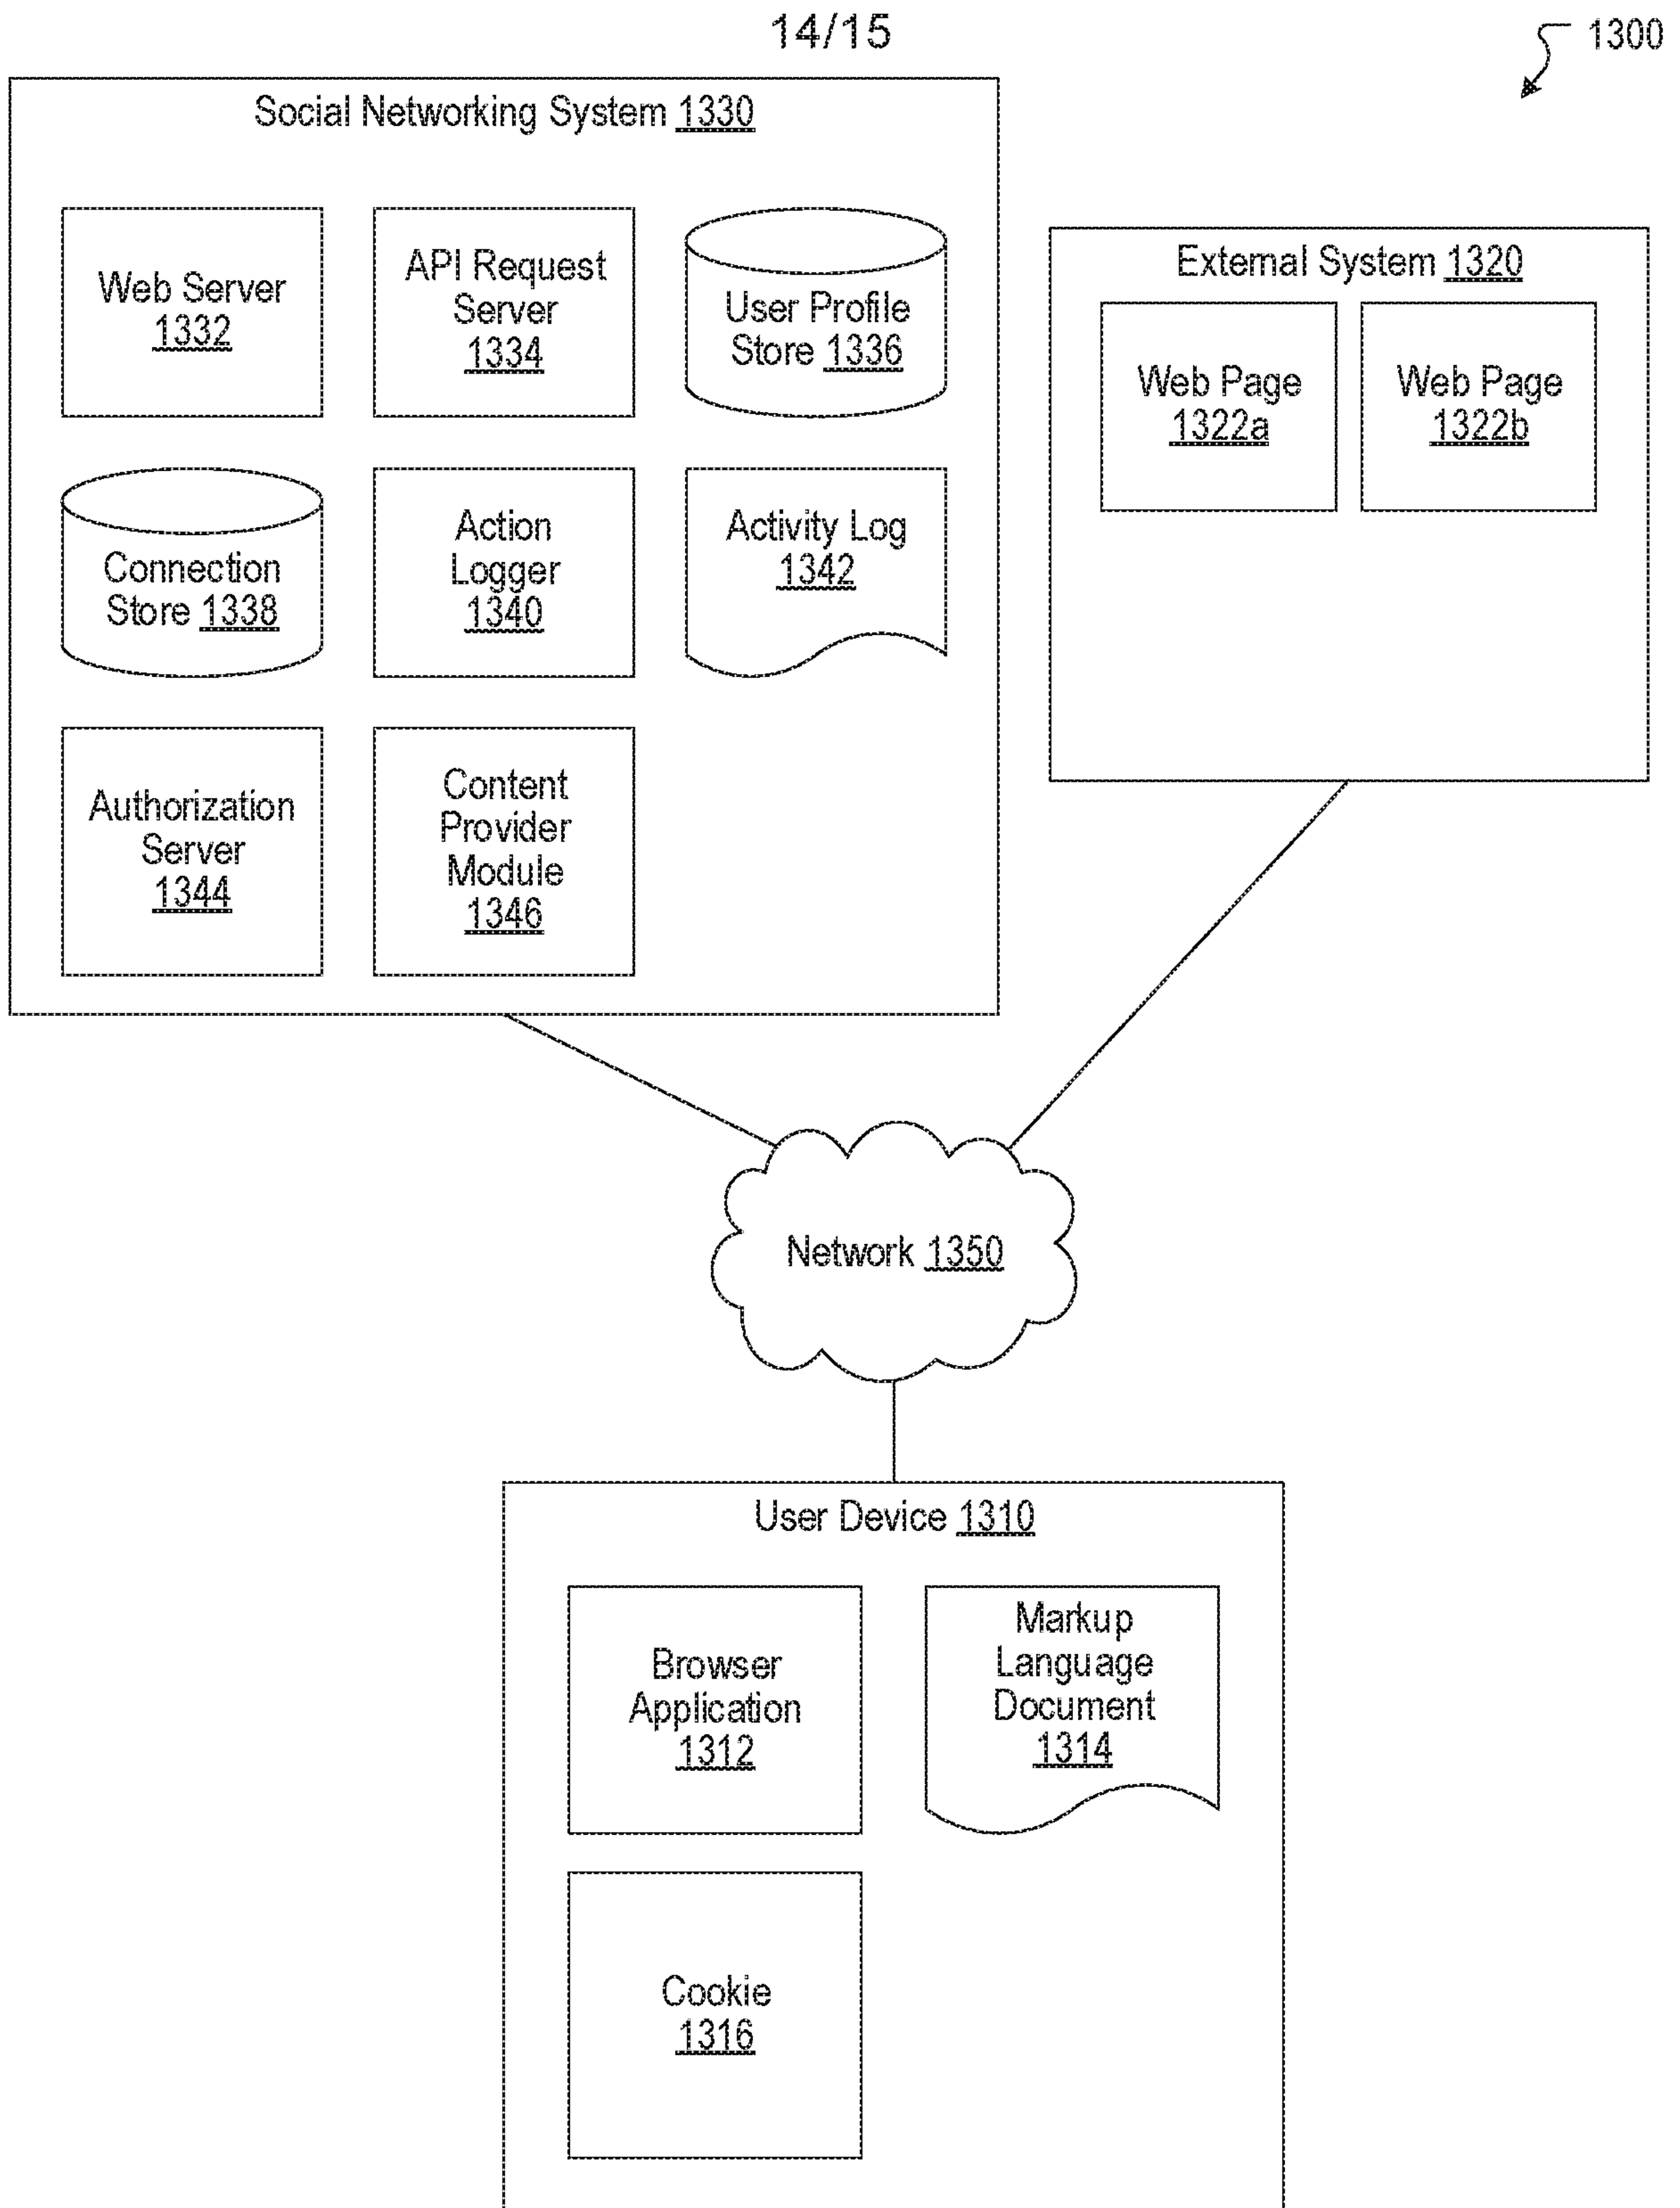 14/15
1300
Social Networking System 1330
Web Server
1332
API Request
Server
1334
User Profile
Store 1336
Connection
Store 1338
Action
Logger
1340
Activity Log
1342
Authorization
Server
1344
Content
Provider
Module
1346
External System 1320
Web Page
1322a
Web Page
1322b
Network 1350
User Device 1310
Browser
Application
1312
Markup
Language
Document
1314
Cookie
1316